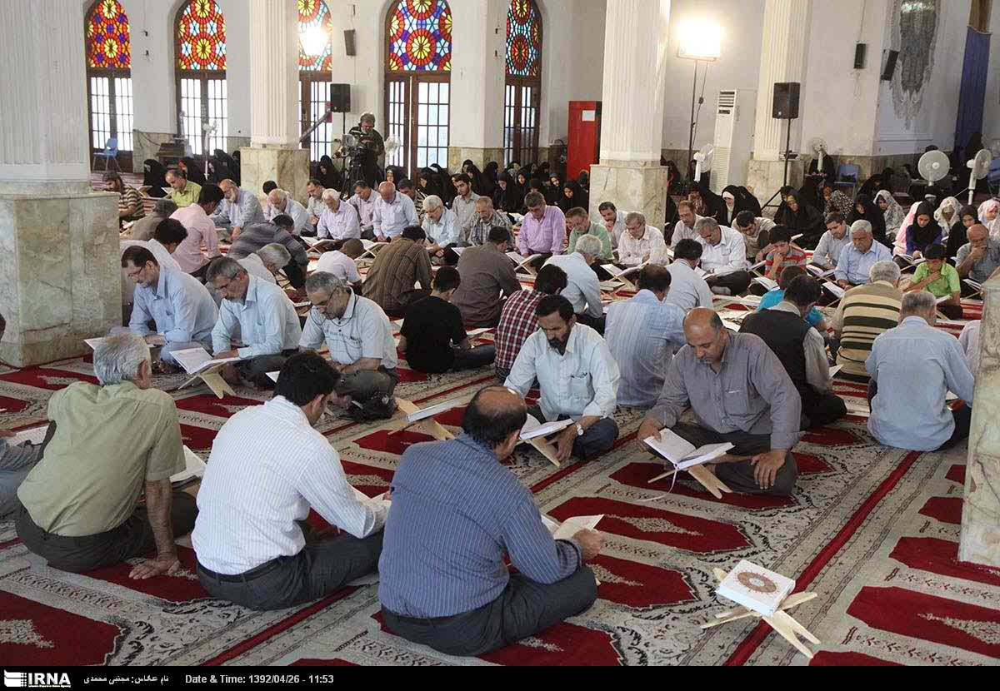 IRNA نام عکاس: مجتبی محمدی Date & Time: 1392/04/26 - 11:53